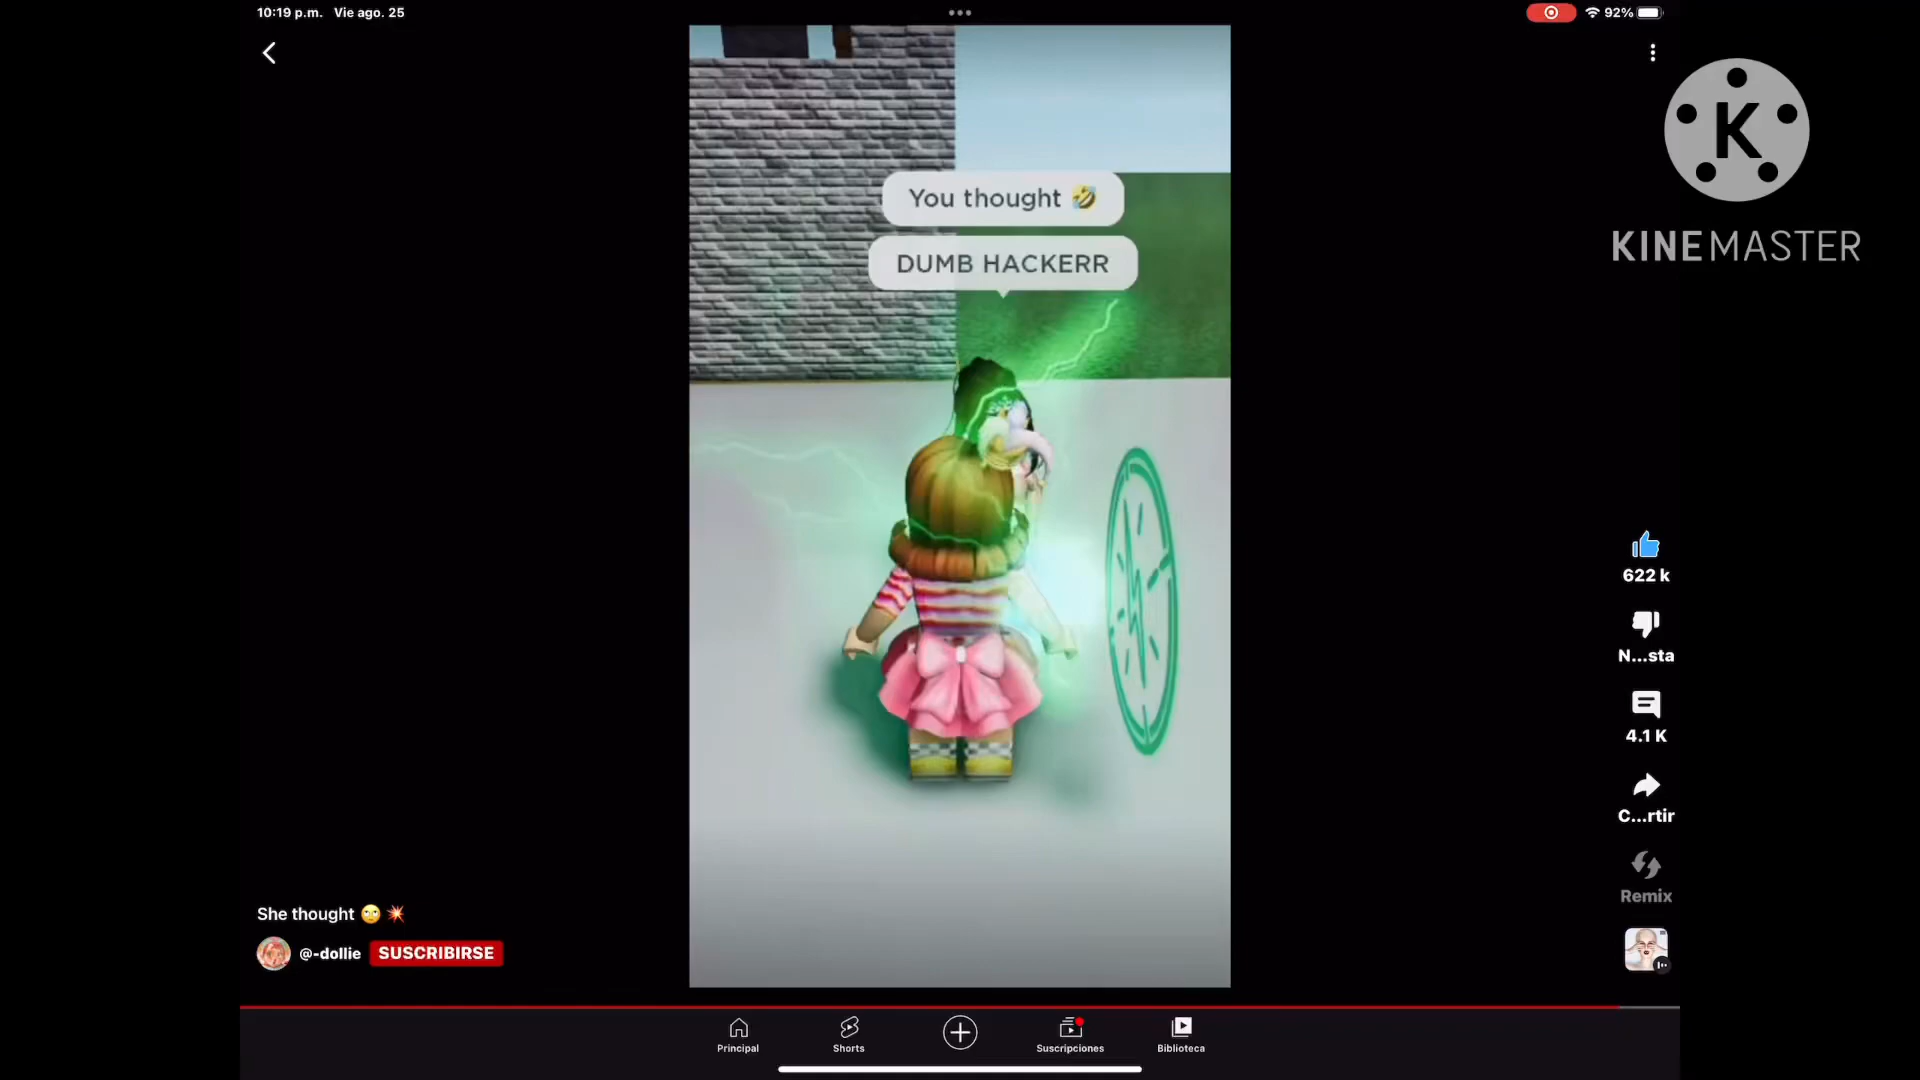 10:19 p.m. Vie ago. 25
92%
K
KINEMASTER
You thought 🤣
DUMB HACKERR
622 k
N...sta
4.1 K
C...rtir
Remix
She thought 🙄 💥
@-dollie SUSCRIBIRSE
Principal Shorts Suscripciones Biblioteca